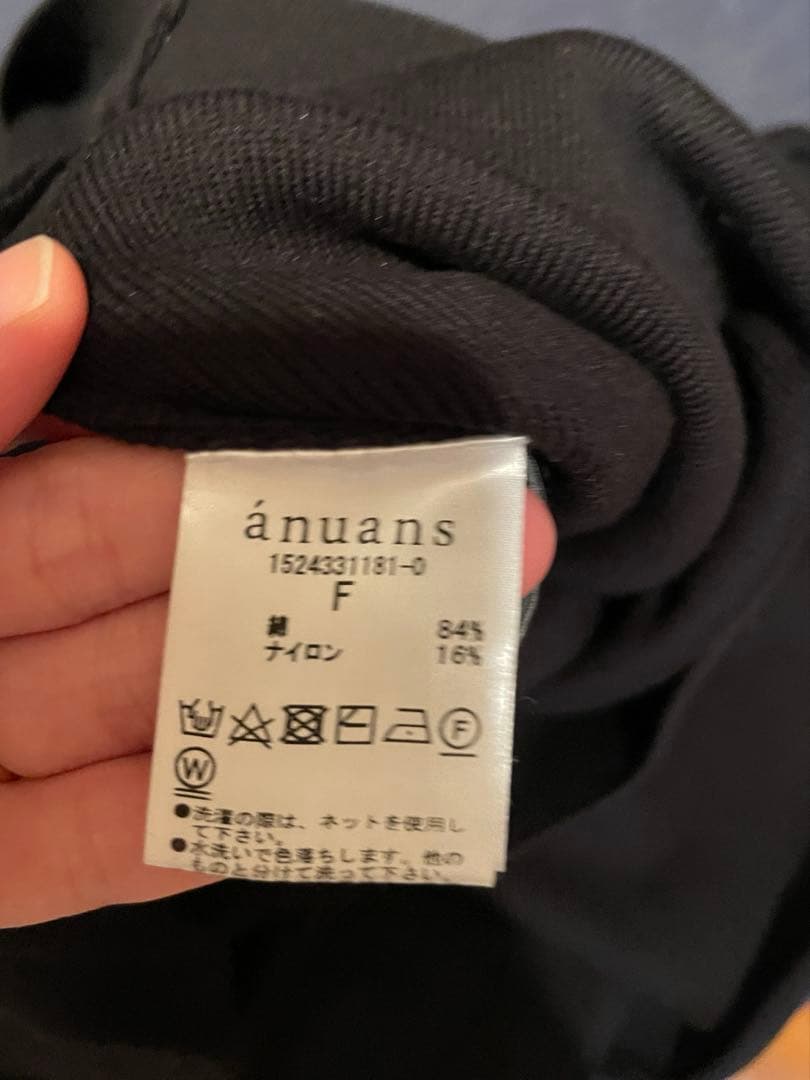 ánuans
1524331181-0
F
綿 84%
ナイロン 16%
F
W
●洗濯の際は、ネットを使用し
て下さい。
●水洗いで色落ちします。他の
ものと分けて洗って下さい。